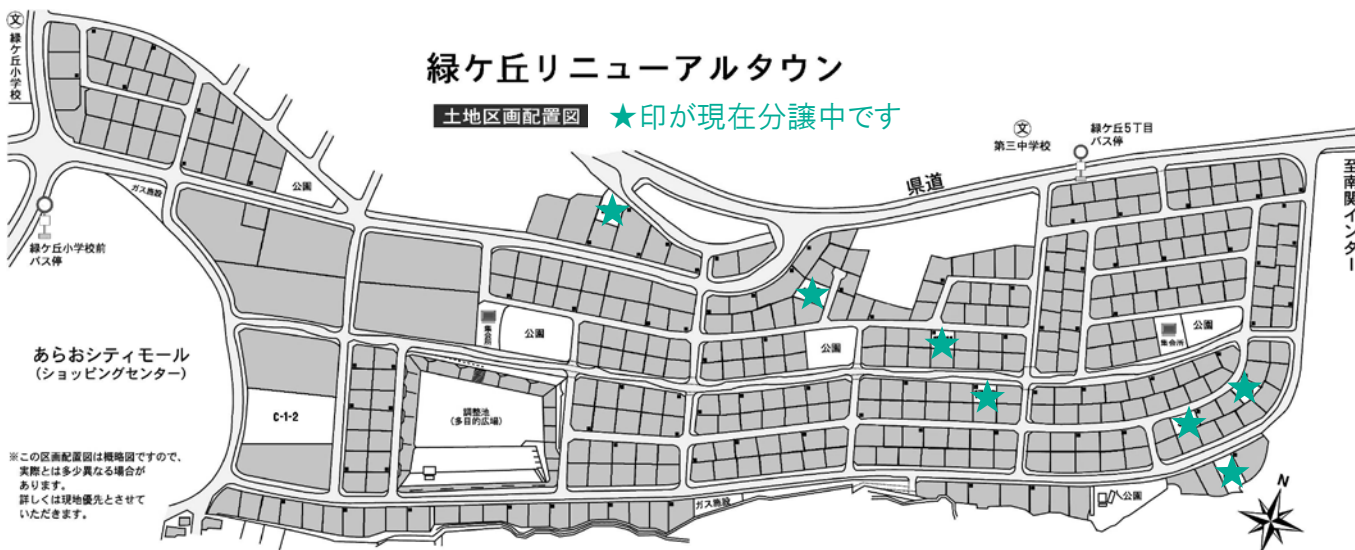 文
緑ケ丘小学校
緑ケ丘リニューアルタウン
土地区画配置図 ★印が現在分譲中です
文
第三中学校
緑ケ丘5丁目
バス停
県道
至南関インター
ガス施設
公園
緑ケ丘小学校前
バス停
集会所
公園
公園
集会所
公園
あらおシティモール
(ショッピングセンター)
C-1-2
調整池
(多目的広場)
※この区画配置図は概略図ですので、
実際とは多少異なる場合が
あります。
詳しくは現地優先とさせて
いただきます。
ガス施設
公園
N